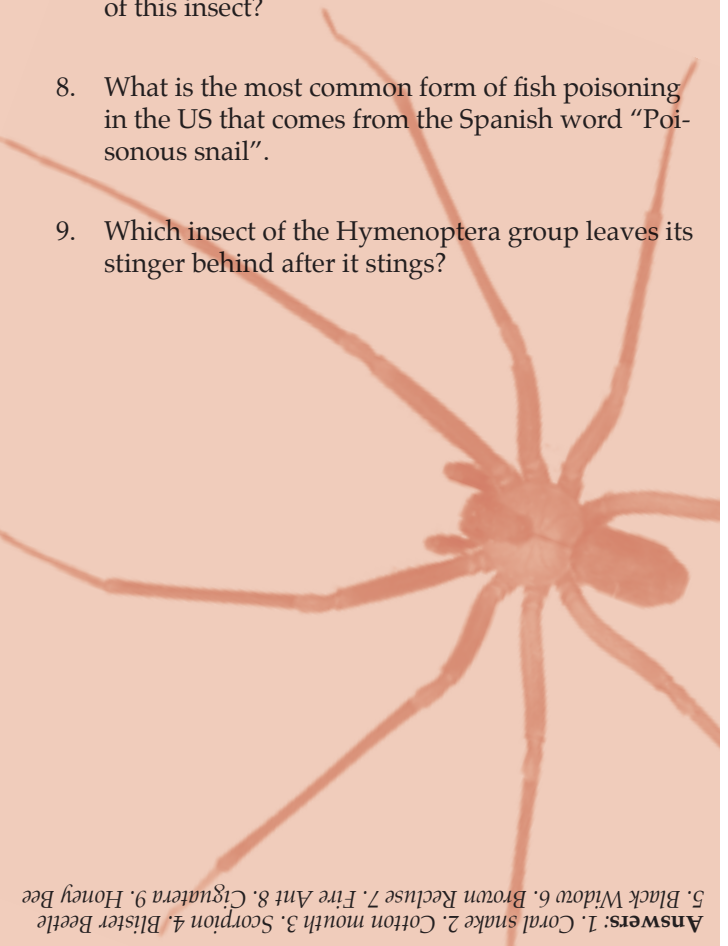 of this insect?
8. What is the most common form of fish poisoning
in the US that comes from the Spanish word “Poi-
sonous snail”.
9. Which insect of the Hymenoptera group leaves its
stinger behind after it stings?
Answers: 1. Coral snake 2. Cotton mouth 3. Scorpion 4. Blister Beetle
5. Black Widow 6. Brown Recluse 7. Fire Ant 8. Ciguatera 9. Honey Bee